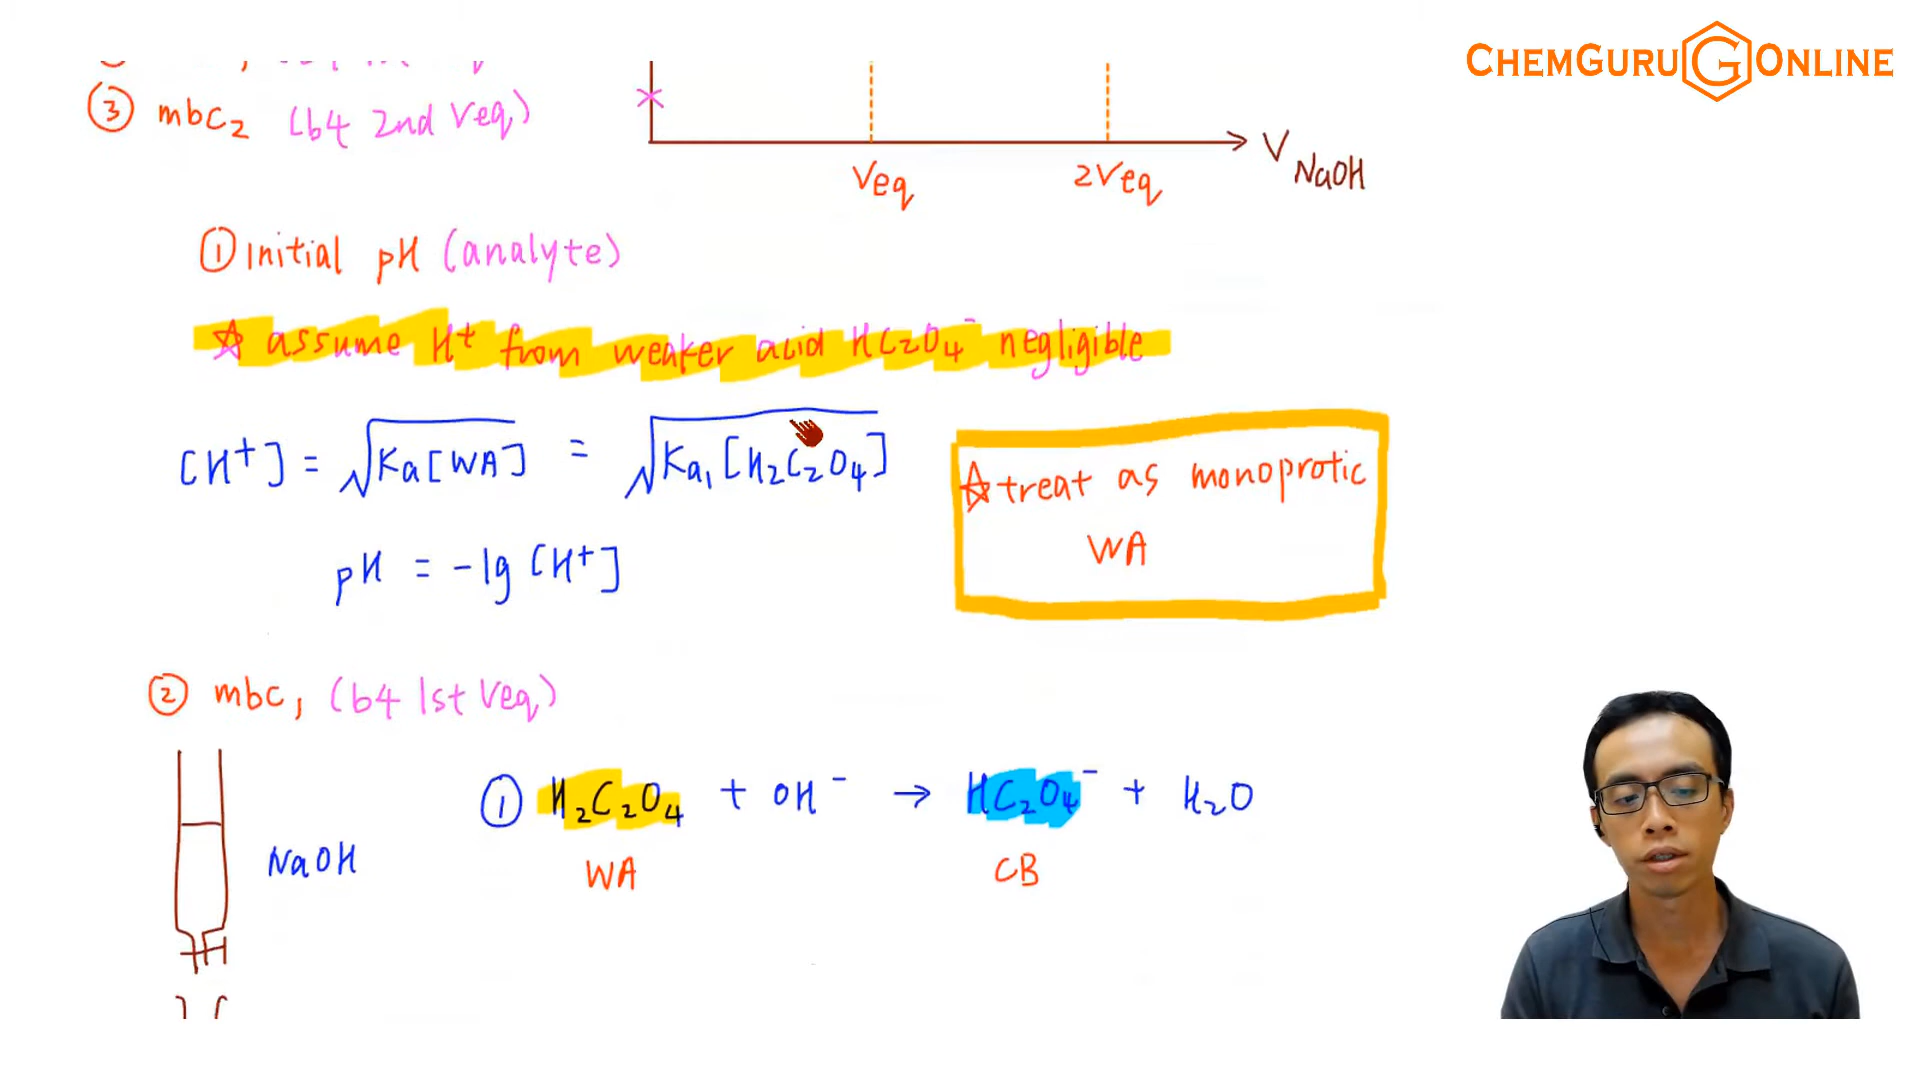 CHEMGURU G ONLINE
③ mbc₂ (b4 2nd Veq)
Veq
2Veq
V NaOH
① Initial pH (analyte)
☆ assume H⁺ from weaker acid HC₂O₄⁻ negligible
[H⁺] = √Ka[WA] = √Ka₁[H₂C₂O₄]
☆ treat as monoprotic
WA
pH = -lg [H⁺]
② mbc₁ (b4 1st Veq)
① H₂C₂O₄ + OH⁻ → HC₂O₄⁻ + H₂O
WA
CB
NaOH